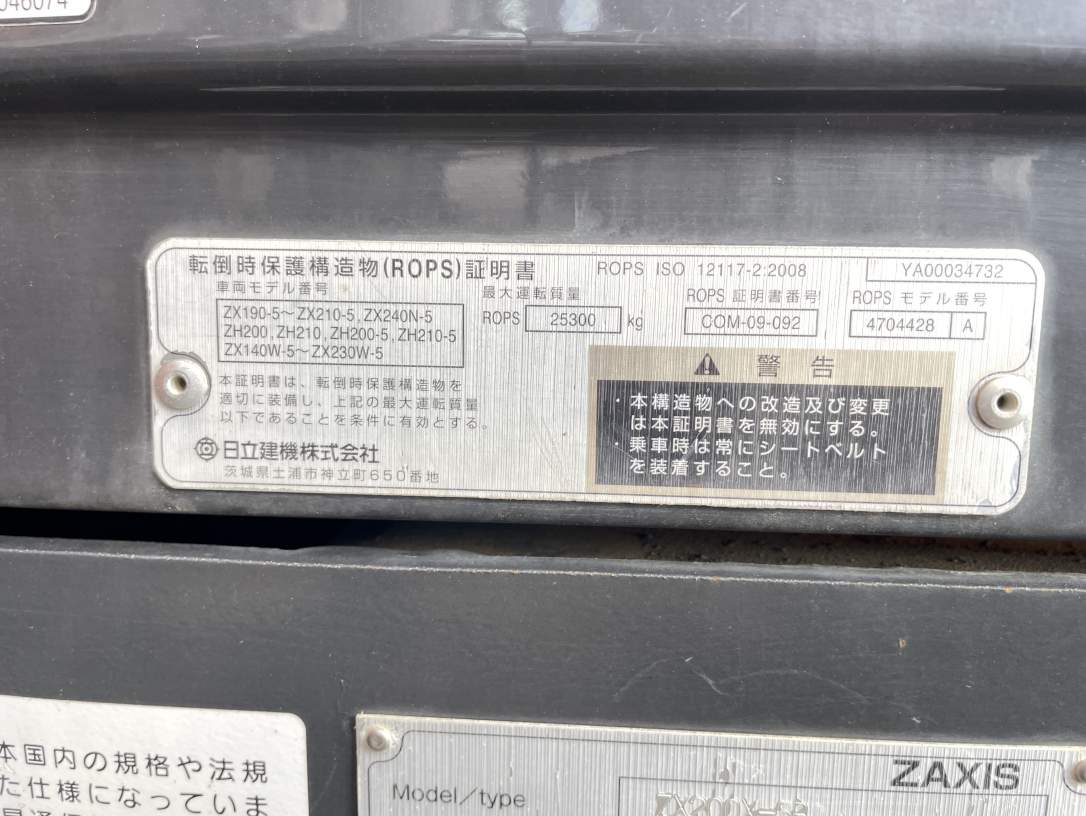 046074
転倒時保護構造物(ROPS)証明書 ROPS ISO 12117-2:2008 YA00034732
車両モデル番号 最大運転質量 ROPS 証明書番号 ROPS モデル番号
ZX190-5～ZX210-5, ZX240N-5 ROPS 25300 kg COM-09-092 4704428 A
ZH200, ZH210, ZH200-5, ZH210-5
ZX140W-5～ZX230W-5
本証明書は、転倒時保護構造物を
適切に装備し、上記の最大運転質量
以下であることを条件に有効とする。
日立建機株式会社
茨城県土浦市神立町650番地
警告
・本構造物への改造及び変更
は本証明書を無効にする。
・乗車時は常にシートベルト
を装着すること。
本国内の規格や法規
た仕様になっていま
ZAXIS
Model/type